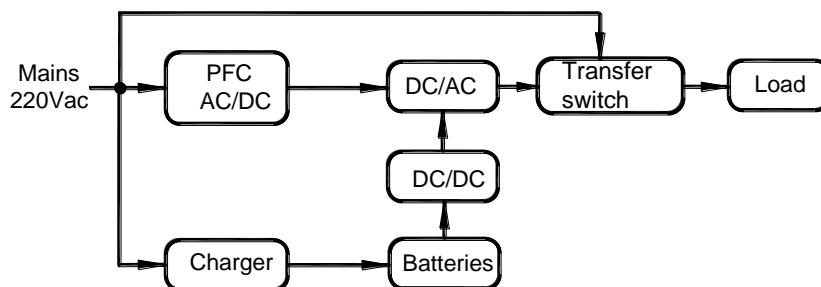 Mains
220Vac
PFC
AC/DC
DC/AC
Transfer
switch
Load
DC/DC
Charger
Batteries